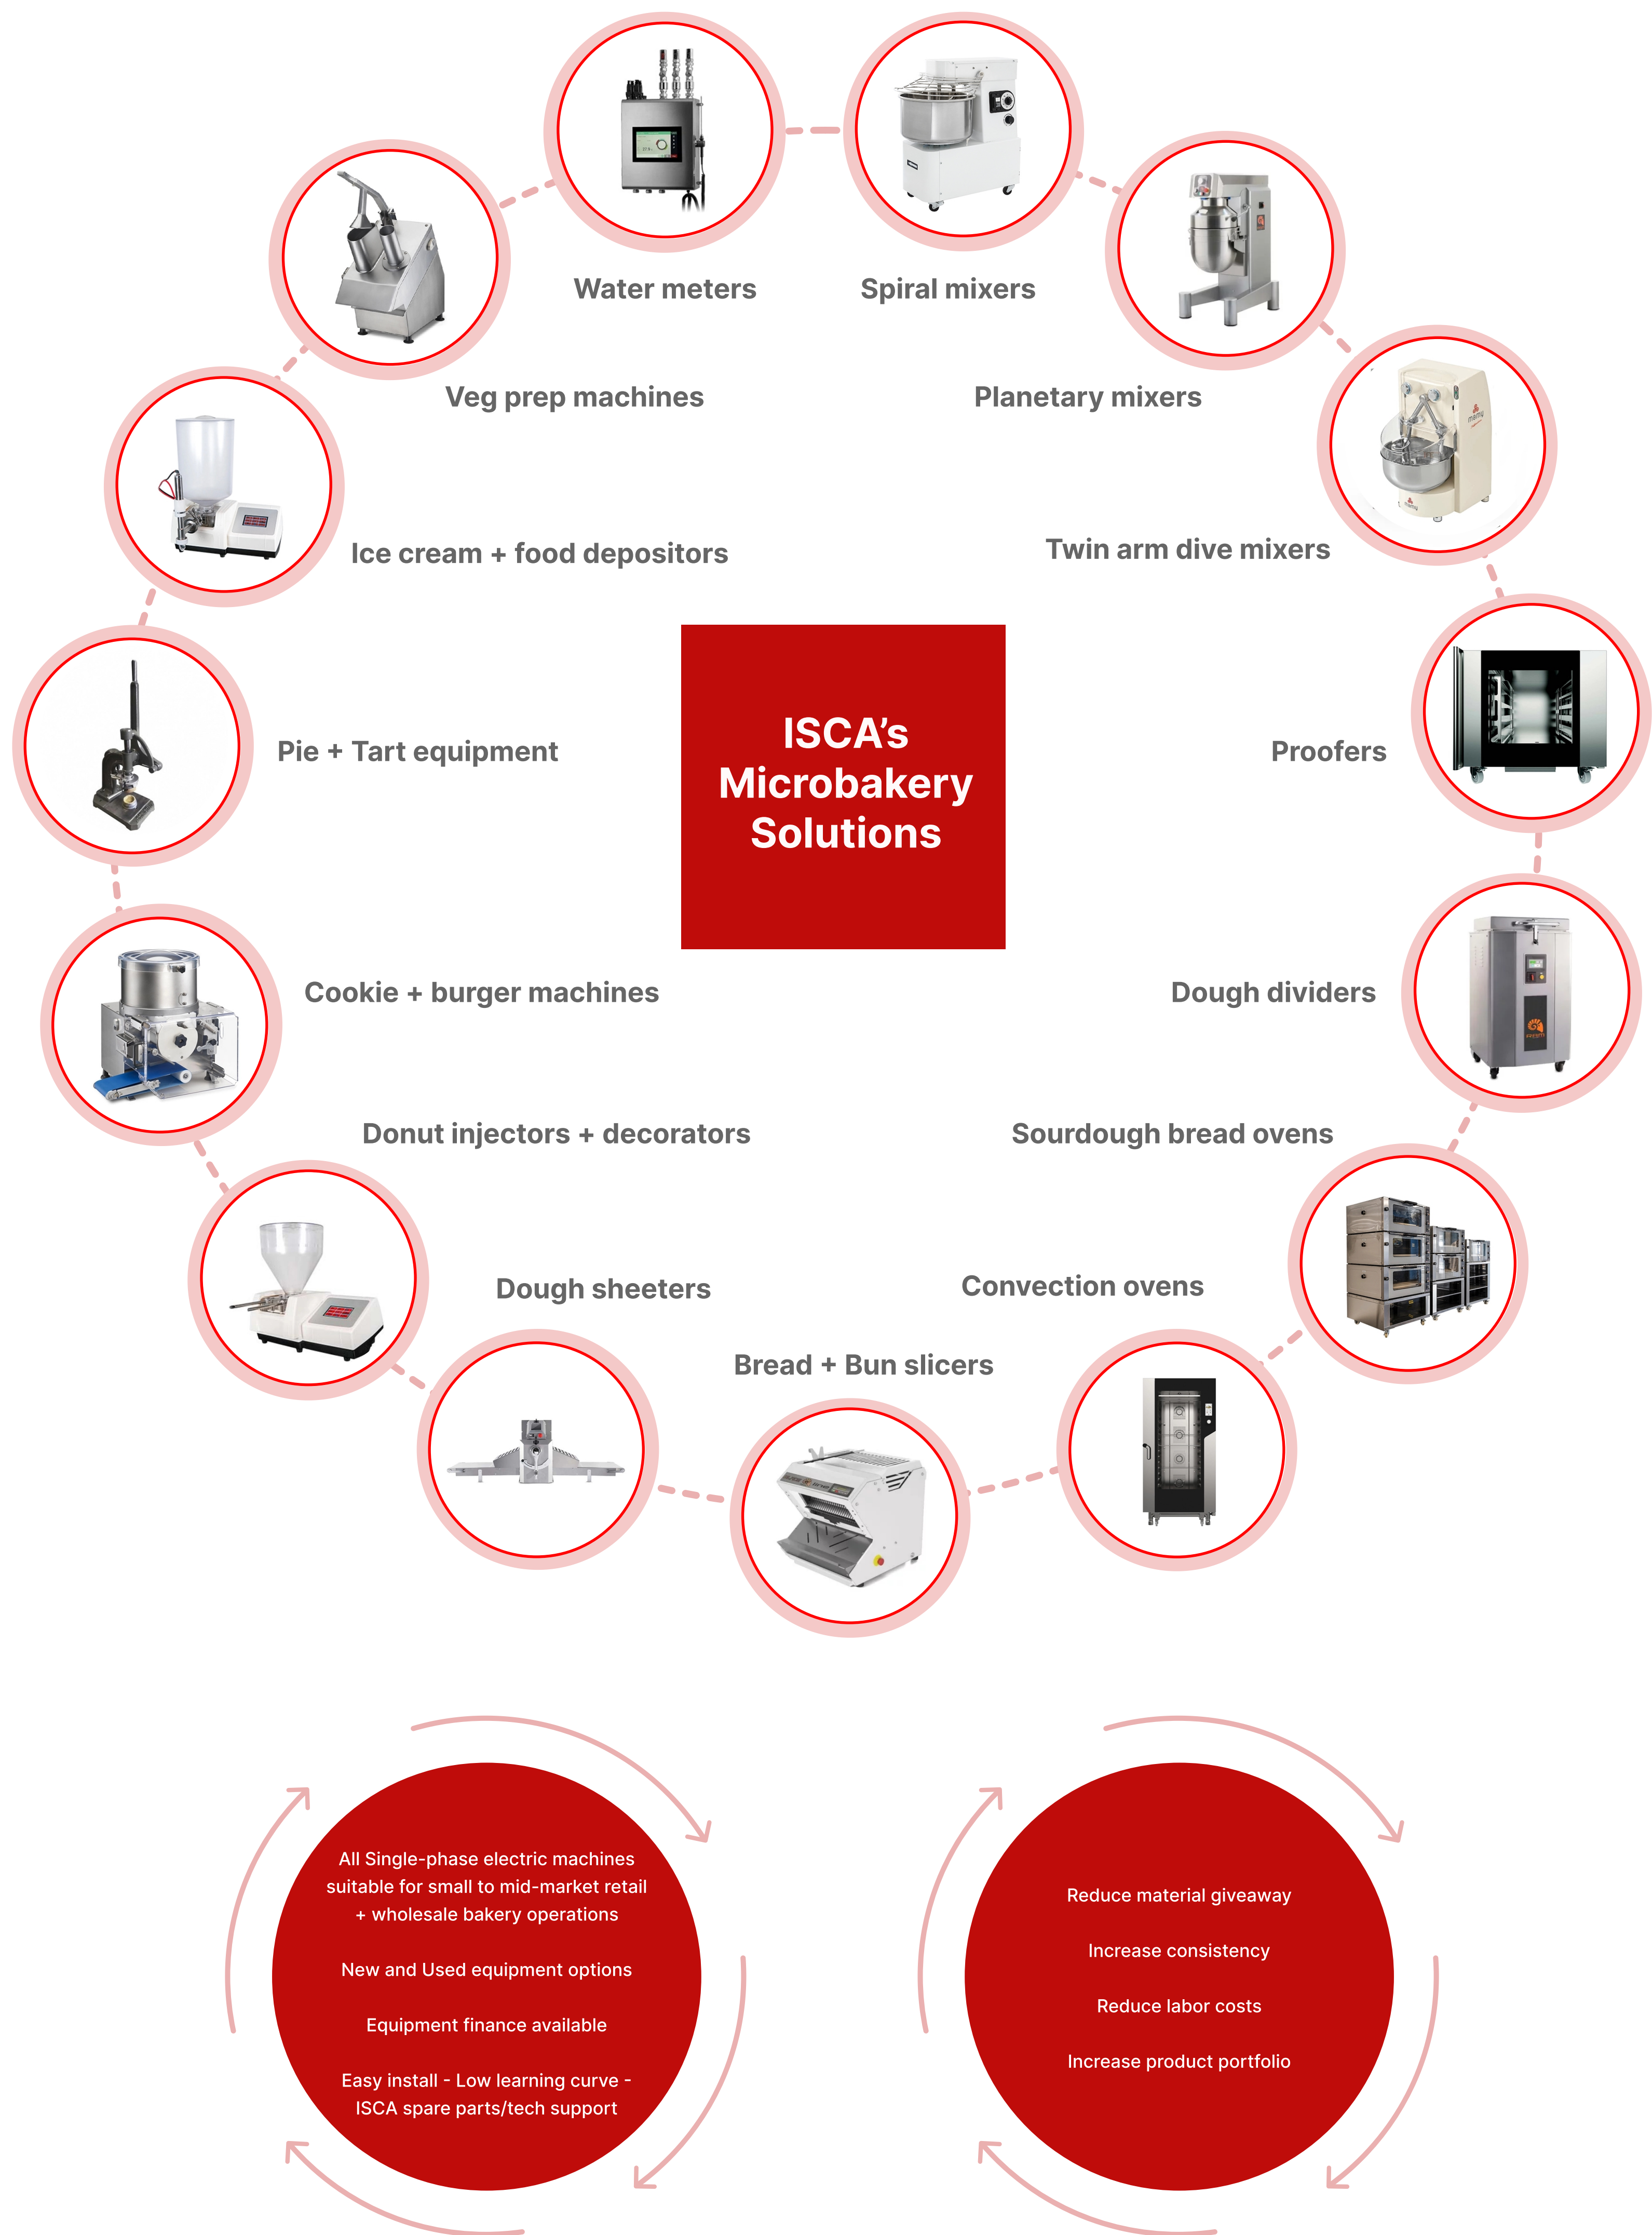 Water meters
Spiral mixers
Veg prep machines
Planetary mixers
mamy
mamy
Ice cream + food depositors
Twin arm dive mixers
ISCA’s
Microbakery
Solutions
Pie + Tart equipment
Proofers
Cookie + burger machines
Dough dividers
Donut injectors + decorators
Sourdough bread ovens
Dough sheeters
Convection ovens
Bread + Bun slicers
All Single-phase electric machines
suitable for small to mid-market retail
+ wholesale bakery operations
New and Used equipment options
Equipment finance available
Easy install - Low learning curve -
ISCA spare parts/tech support
Reduce material giveaway
Increase consistency
Reduce labor costs
Increase product portfolio